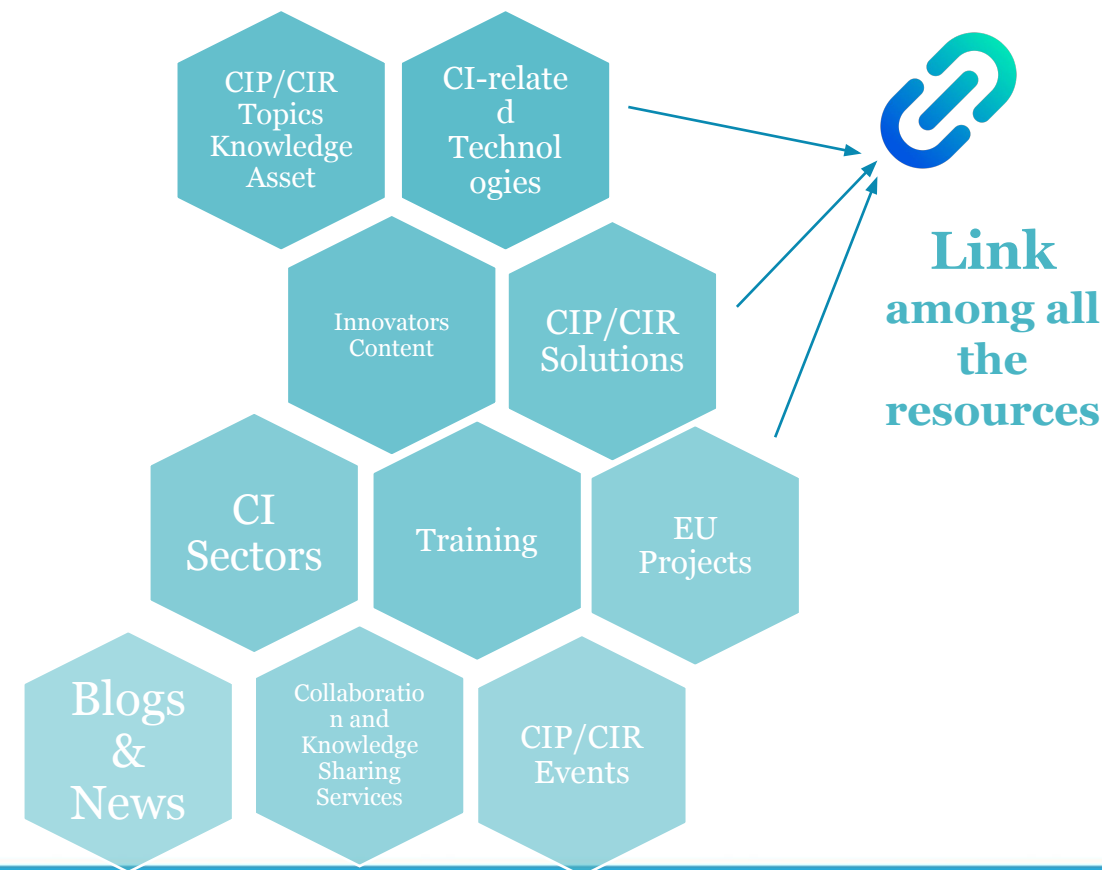 CIP/CIR
Topics
Knowledge
Asset
CI-relate
d
Technol
ogies
Innovators
Content
CIP/CIR
Solutions
CI
Sectors
Training
EU
Projects
Blogs
&
News
Collaboratio
n and
Knowledge
Sharing
Services
CIP/CIR
Events
Link
among all
the
resources